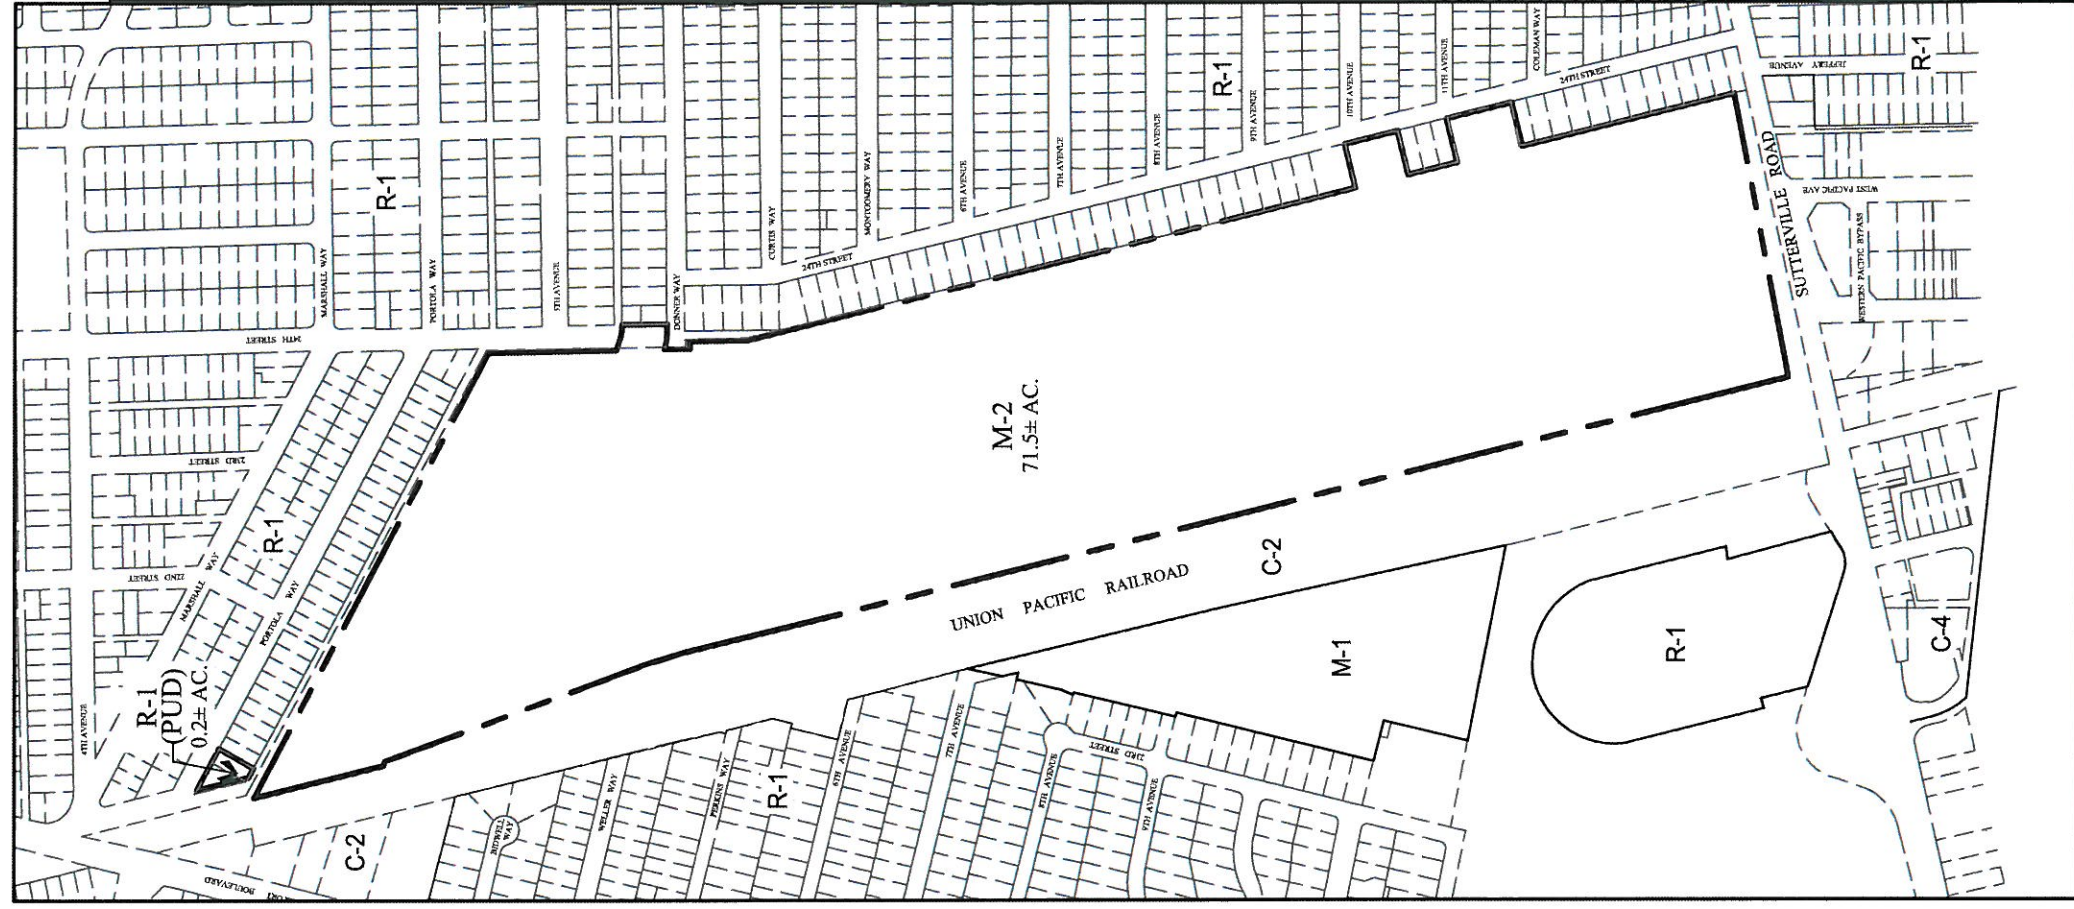 MARSHALL WAY
PORTOLA WAY
5TH AVENUE
DONNER WAY
CURTIS WAY
MONTGOMERY WAY
6TH AVENUE
7TH AVENUE
8TH AVENUE
9TH AVENUE
10TH AVENUE
11TH AVENUE
COLEMAN WAY
24TH STREET
JEFFERY AVENUE
R-1
R-1
R-1
24TH STREET
24TH STREET
WEST PACIFIC AVE
SUTTERVILLE ROAD
WESTERN PACIFIC BYPASS
23RD STREET
22ND STREET
MARSHALL WAY
R-1
PORTOLA WAY
4TH AVENUE
R-1
(PUD)
0.2± AC.
M-2
71.5± AC.
UNION PACIFIC RAILROAD
C-2
M-1
R-1
C-4
C-2
BIDWELL
WAY
WELLER WAY
PERKINS WAY
R-1
6TH AVENUE
7TH AVENUE
8TH AVENUE
23RD STREET
9TH AVENUE
BOULEVARD